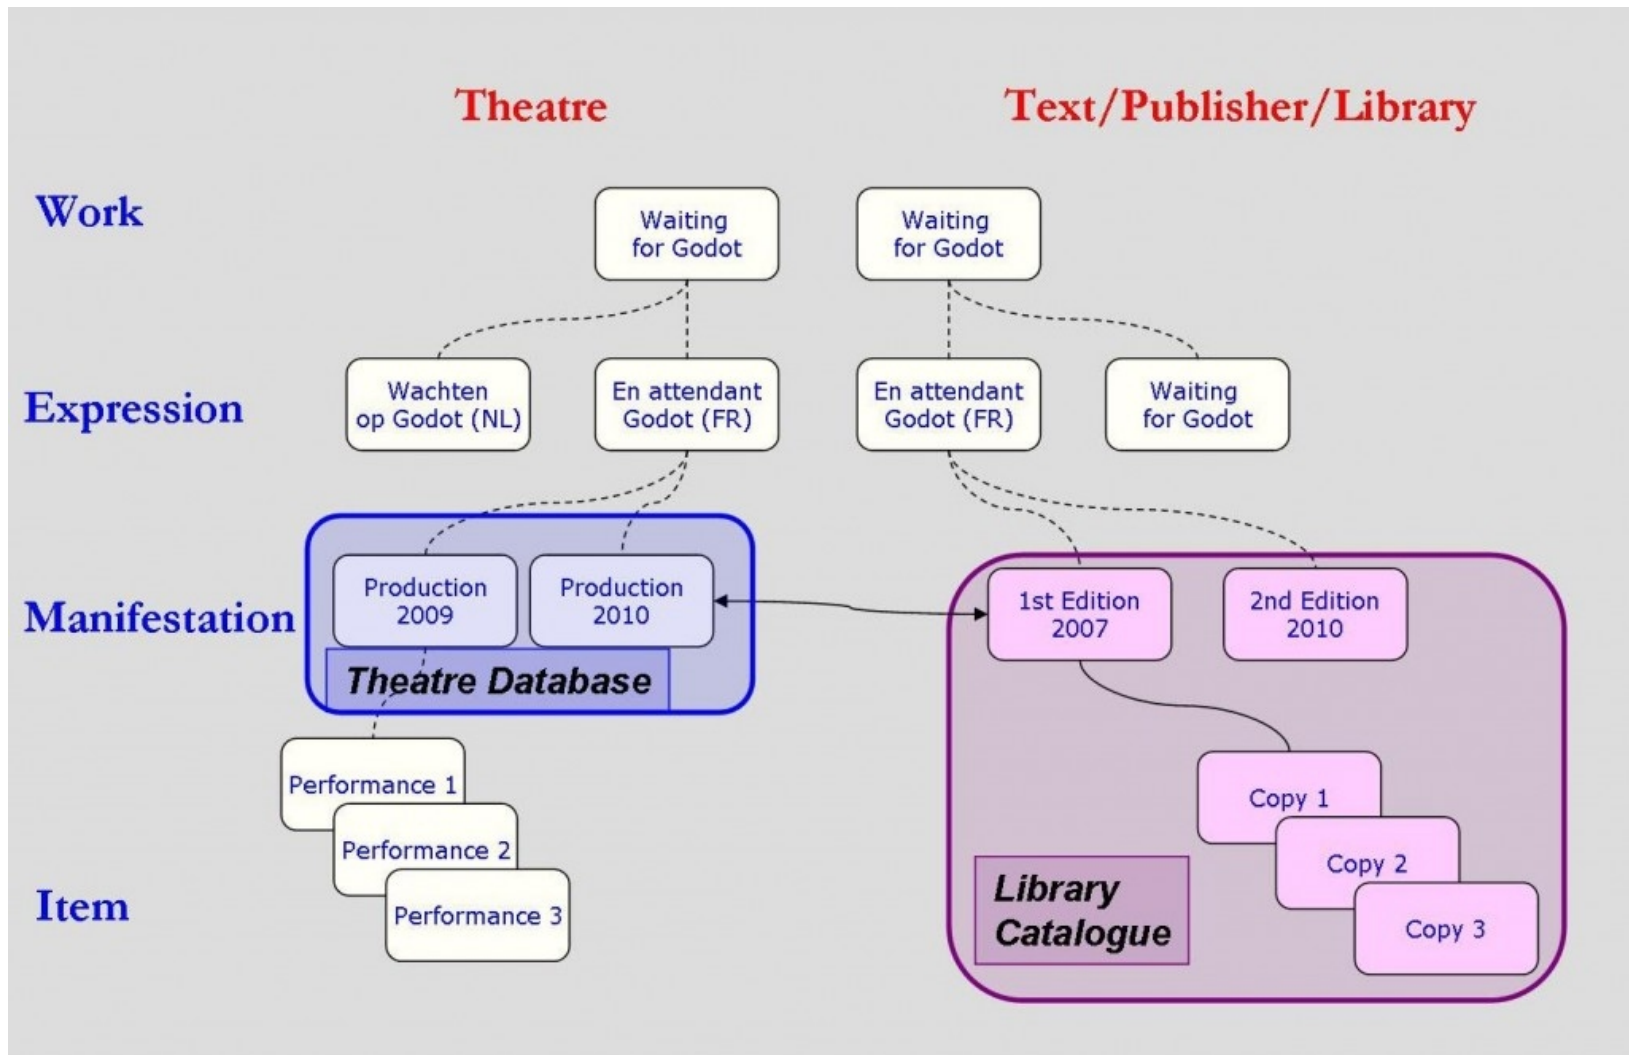 Theatre
Text/Publisher/Library
Work
Waiting
for Godot
Waiting
for Godot
Expression
Wachten
op Godot (NL)
En attendant
Godot (FR)
En attendant
Godot (FR)
Waiting
for Godot
Manifestation
Production
2009
Production
2010
1st Edition
2007
2nd Edition
2010
Theatre Database
Item
Performance 1
Performance 2
Performance 3
Copy 1
Copy 2
Copy 3
Library
Catalogue